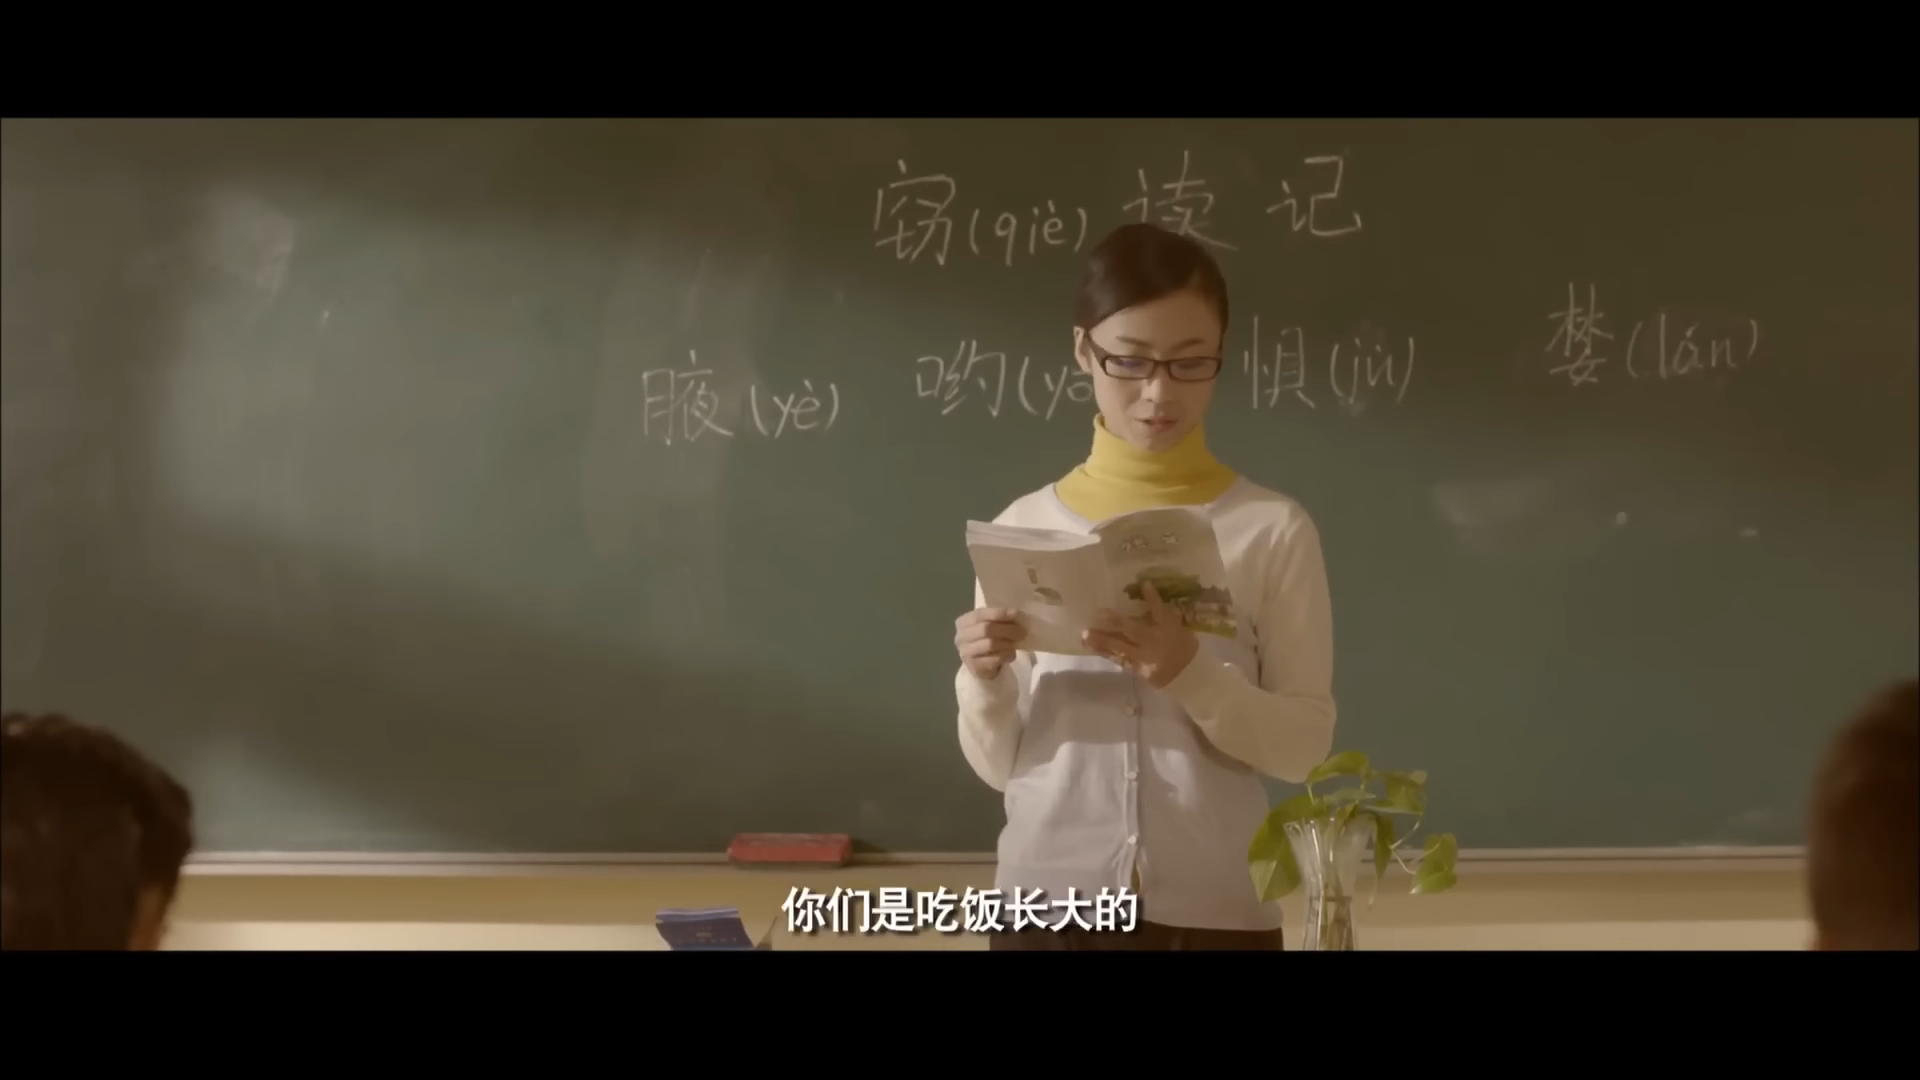 窃(qiè)读记
腋(yè) 哟(yō 惧(jù) 婪(lán)
你们是吃饭长大的